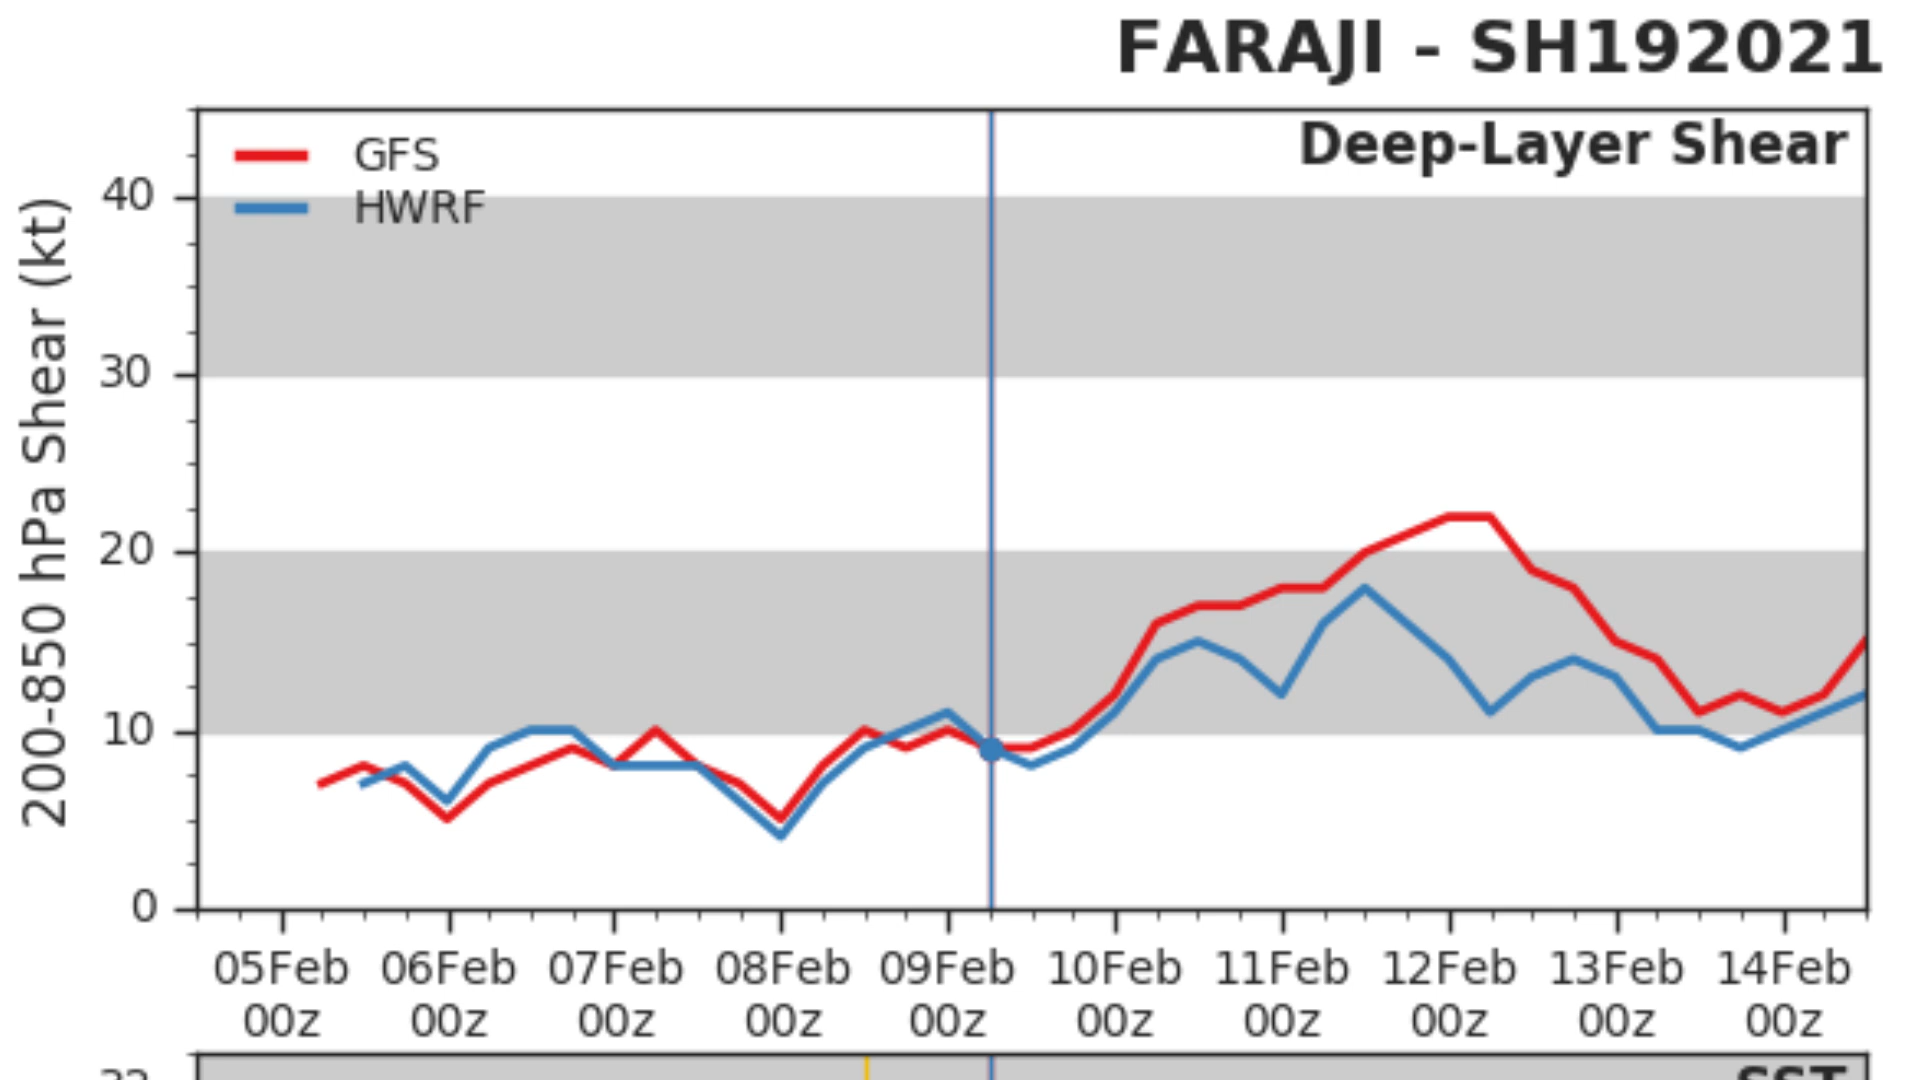 FARAJI - SH192021
Deep-Layer Shear
GFS
HWRF
200-850 hPa Shear (kt)
40
30
20
10
0
05Feb 06Feb 07Feb 08Feb 09Feb 10Feb 11Feb 12Feb 13Feb 14Feb
00z 00z 00z 00z 00z 00z 00z 00z 00z 00z
SST